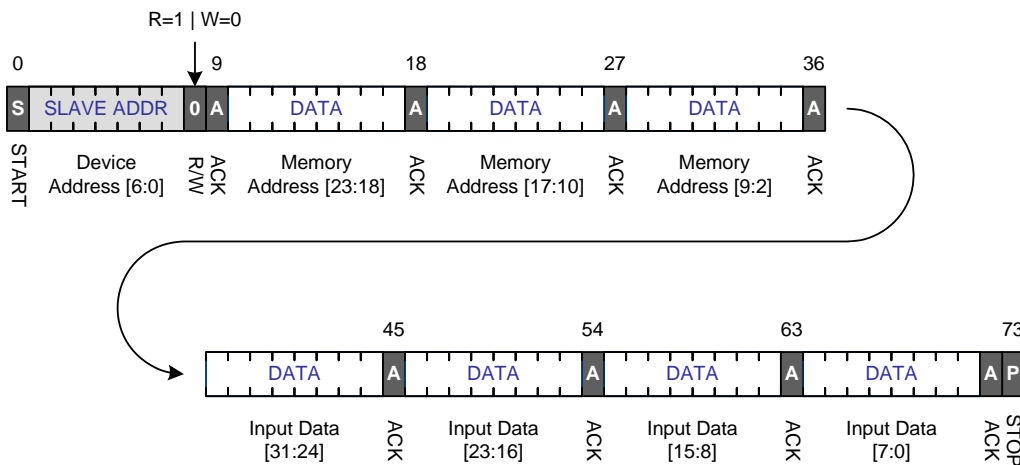 R=1 | W=0
0 9 18 27 36
S SLAVE ADDR 0 A DATA A DATA A DATA A
START Device Address [6:0] R/W ACK Memory Address [23:18] ACK Memory Address [17:10] ACK Memory Address [9:2] ACK
45 54 63 73
DATA A DATA A DATA A DATA A P
Input Data [31:24] ACK Input Data [23:16] ACK Input Data [15:8] ACK Input Data [7:0] ACK STOP